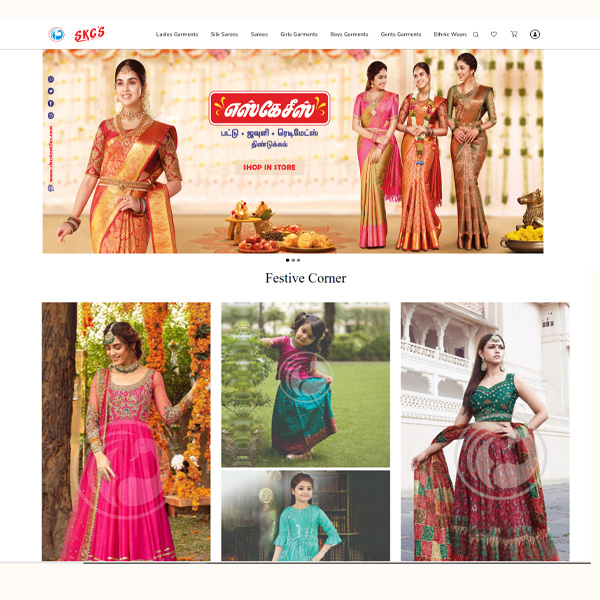 SKC'S
Ladies Garments Silk Sarees Sarees Girls Garments Boys Garments Gents Garments Ethnic Wears
எஸ்கேசீஸ்
பட்டு • ஜவுளி • ரெடிமேட்ஸ்
திண்டுக்கல்
SHOP IN STORE
www.skcstextiles.com
Festive Corner